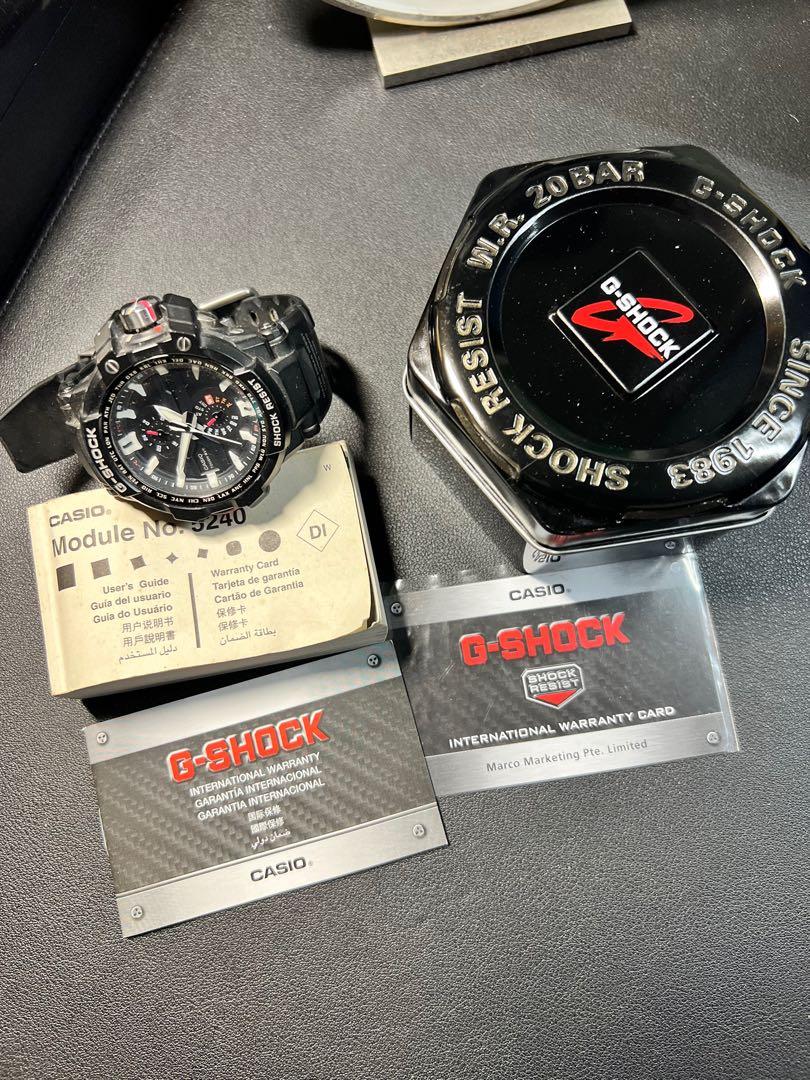 W.R. 20BAR
G-SHOCK
SINCE 1983
SHOCK RESIST
G-SHOCK
G-SHOCK
SHOCK RESIST
CASIO
Module No. 5240
W
DI
User's Guide
Guía del usuario
Guia do Usuário
用户说明书
用戶說明書
دليل المستخدم
Warranty Card
Tarjeta de garantía
Cartão de Garantia
保修卡
保修卡
بطاقة الضمان
CASIO
G-SHOCK
SHOCK
RESIST
INTERNATIONAL WARRANTY CARD
Marco Marketing Pte. Limited
G-SHOCK
INTERNATIONAL WARRANTY
GARANTÍA INTERNACIONAL
GARANTIA INTERNACIONAL
国际保修
國際保修
ضمان دولي
CASIO